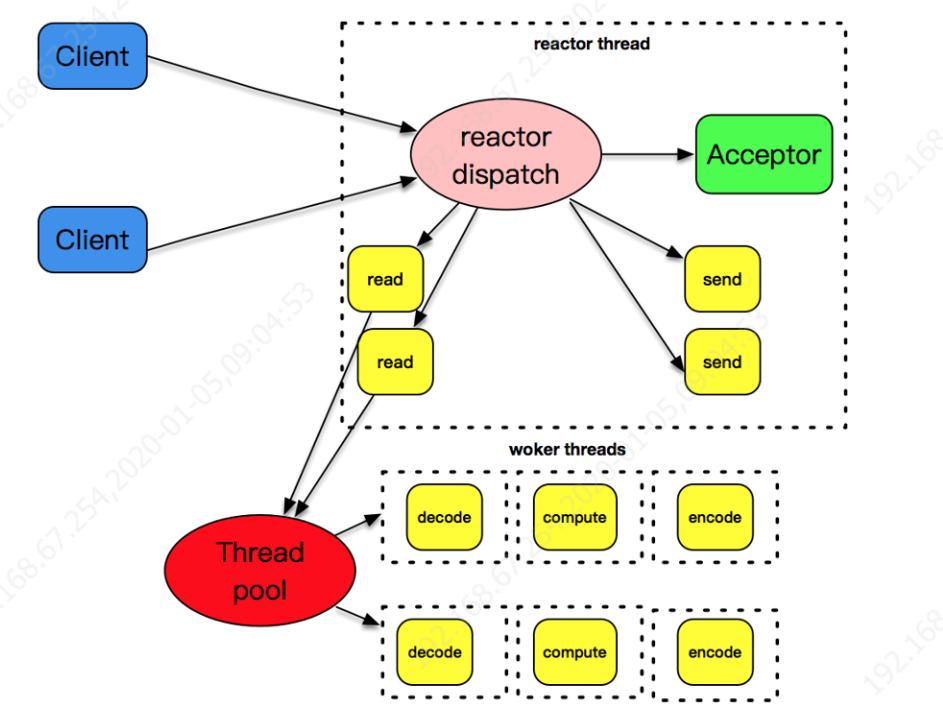 Client
reactor thread
reactor
dispatch
Acceptor
Client
read
send
read
send
woker threads
Thread
pool
decode
compute
encode
decode
compute
encode
192.168.67.254,2020-01-05,09:04:53